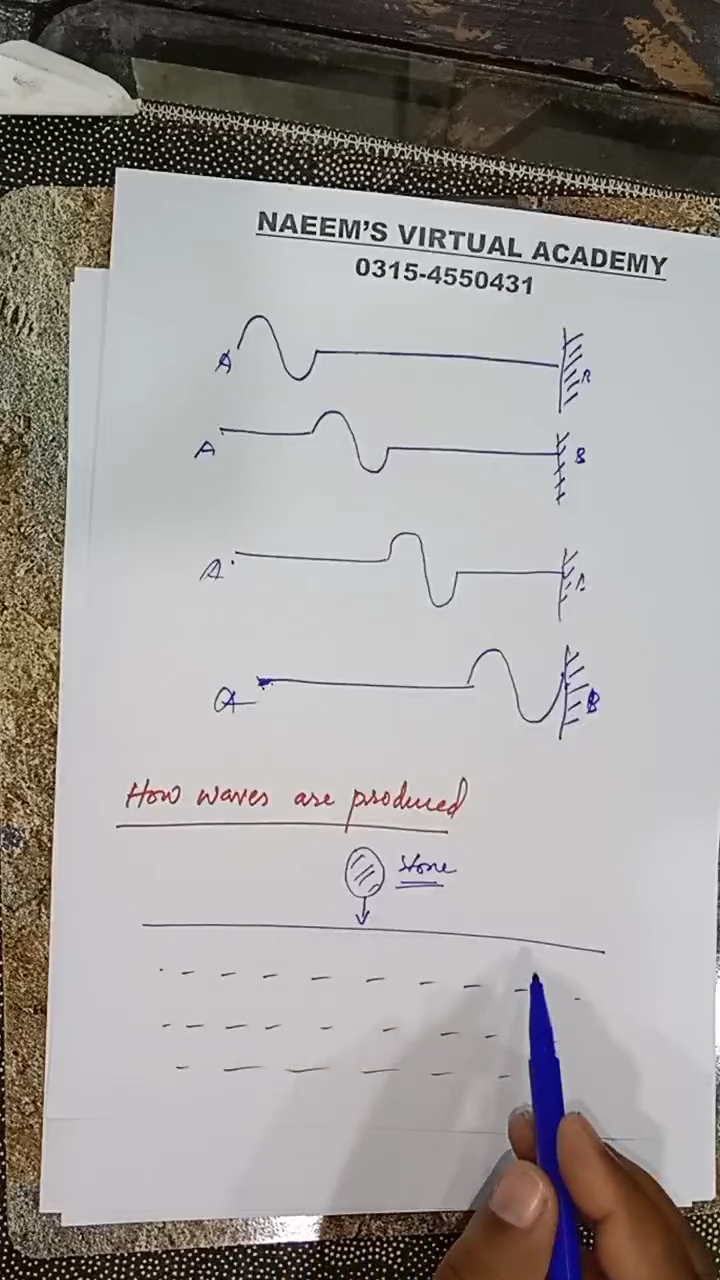 NAEEM'S VIRTUAL ACADEMY
0315-4550431
A
A B
A
A B
How waves are produced
Stone